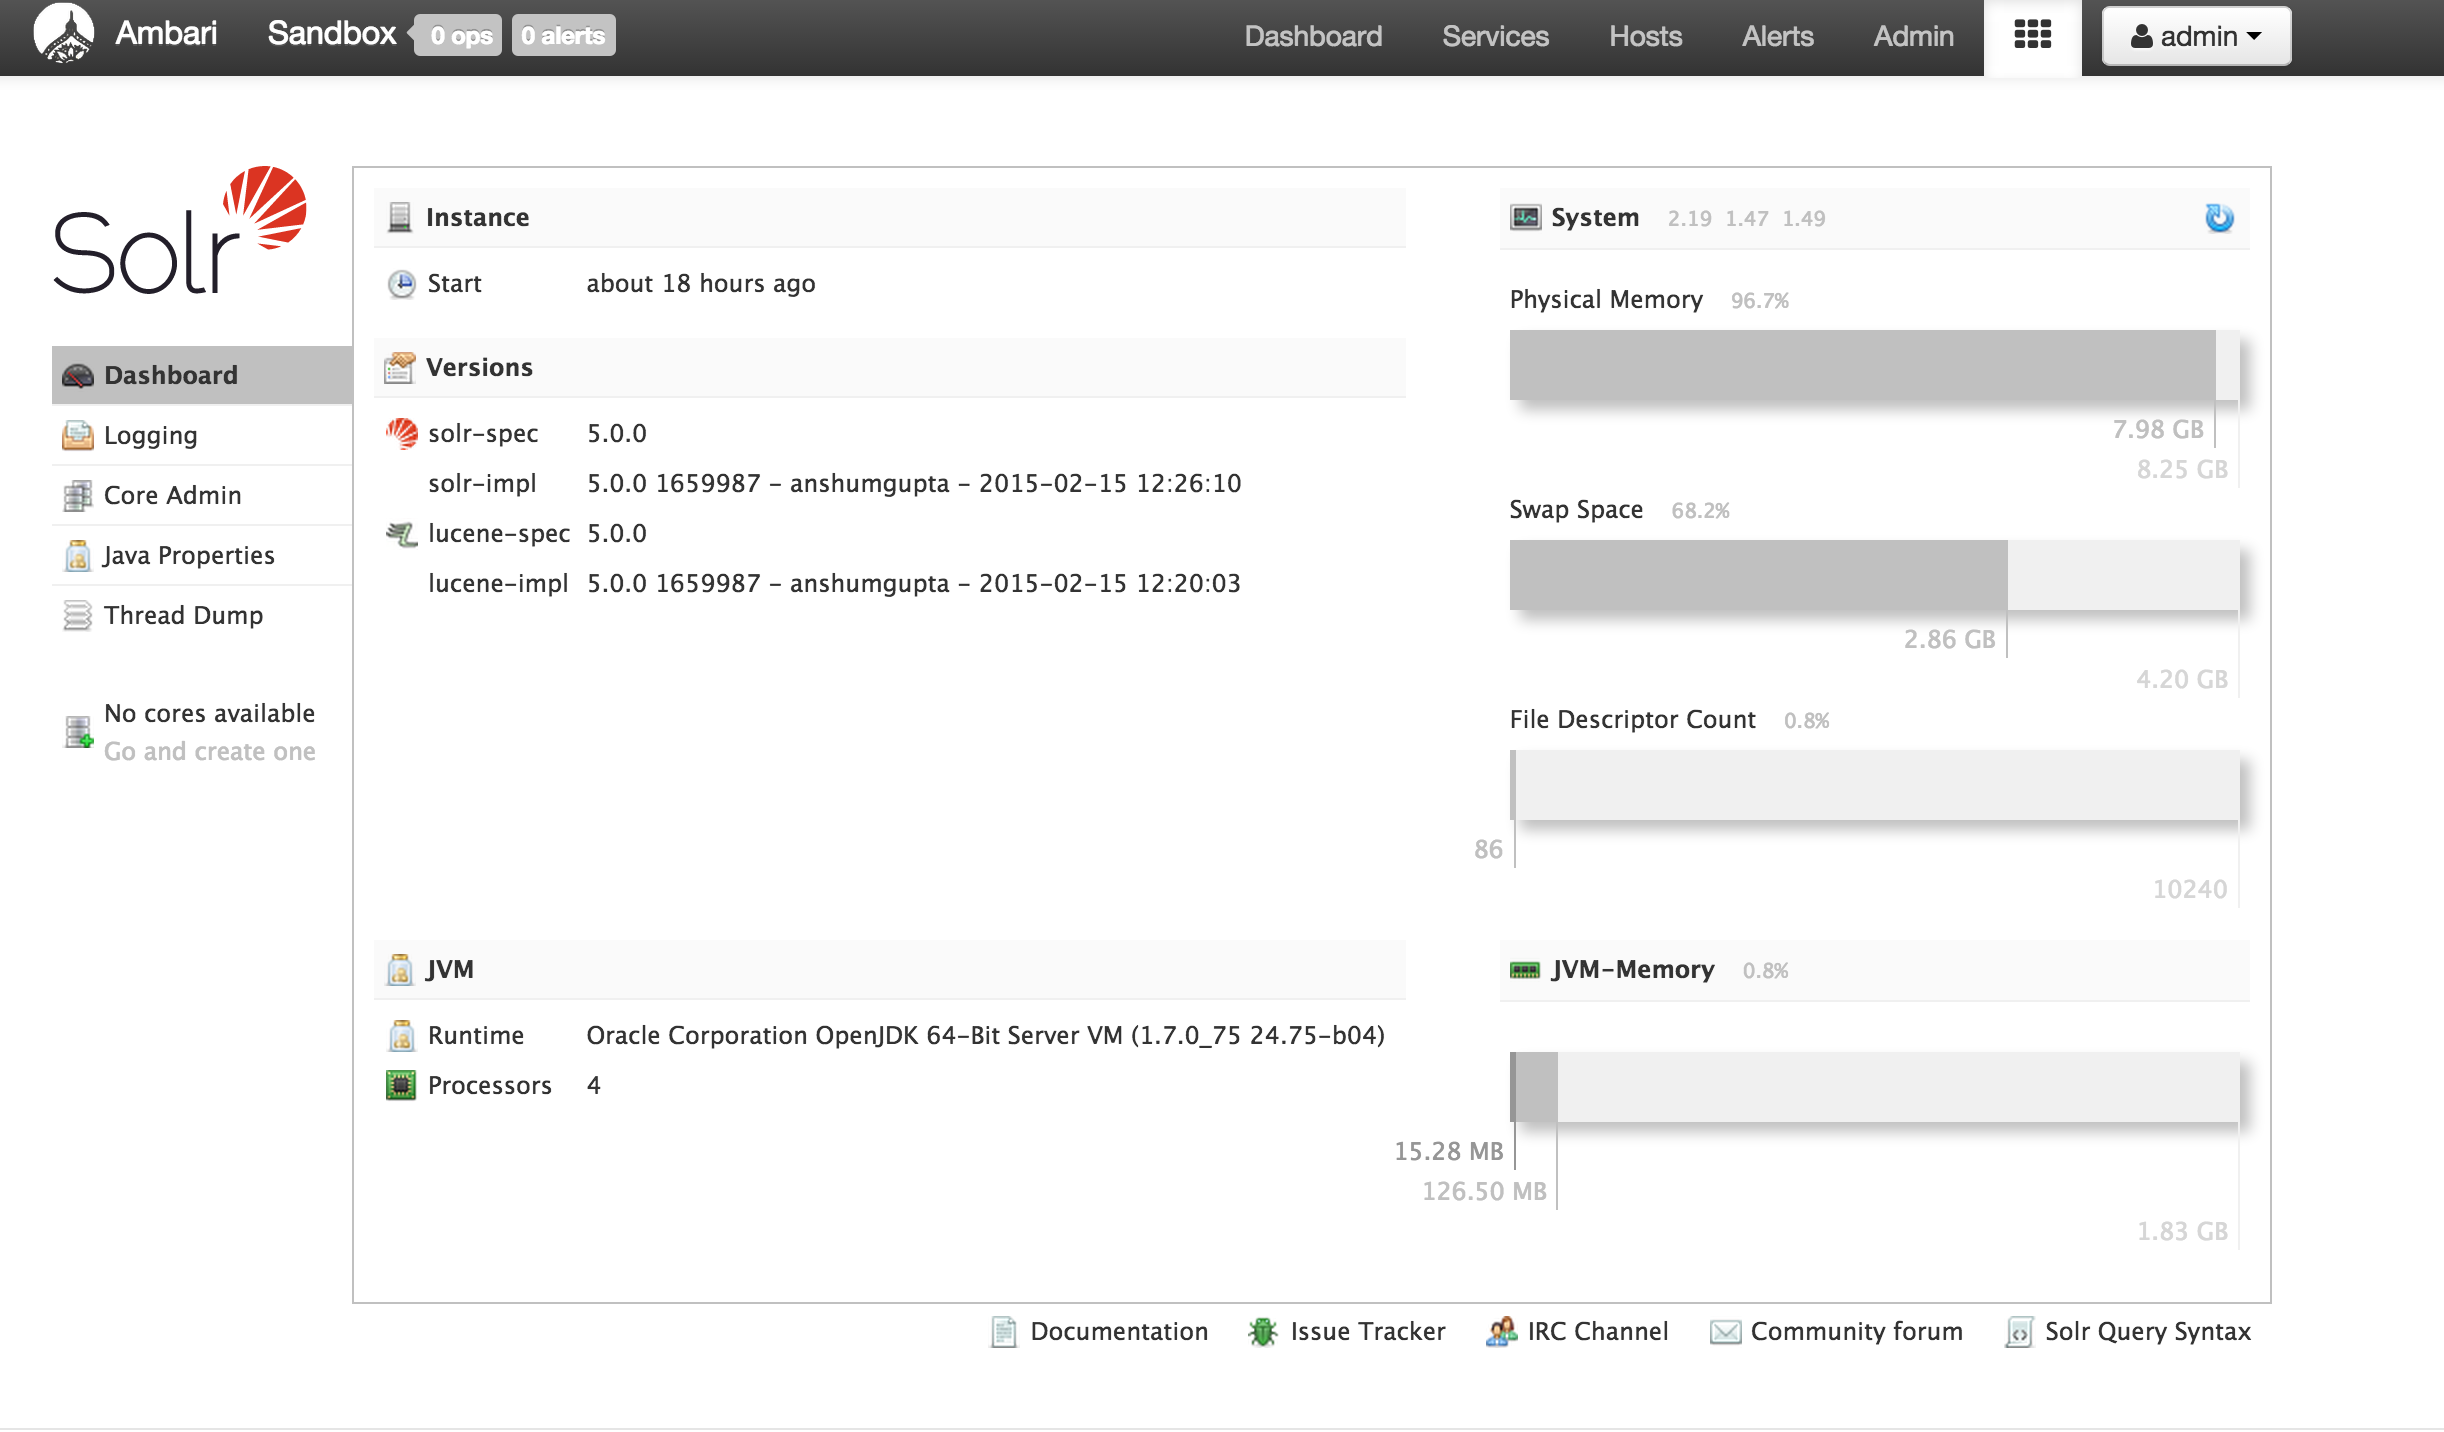 Ambari Sandbox 0 ops 0 alerts Dashboard Services Hosts Alerts Admin admin
Solr
Dashboard
Logging
Core Admin
Java Properties
Thread Dump
No cores available
Go and create one
Instance
Start about 18 hours ago
Versions
solr-spec 5.0.0
solr-impl 5.0.0 1659987 - anshumgupta - 2015-02-15 12:26:10
lucene-spec 5.0.0
lucene-impl 5.0.0 1659987 - anshumgupta - 2015-02-15 12:20:03
System 2.19 1.47 1.49
Physical Memory 96.7%
7.98 GB
8.25 GB
Swap Space 68.2%
2.86 GB
4.20 GB
File Descriptor Count 0.8%
86
10240
JVM
Runtime Oracle Corporation OpenJDK 64-Bit Server VM (1.7.0_75 24.75-b04)
Processors 4
JVM-Memory 0.8%
15.28 MB
126.50 MB
1.83 GB
Documentation Issue Tracker IRC Channel Community forum Solr Query Syntax